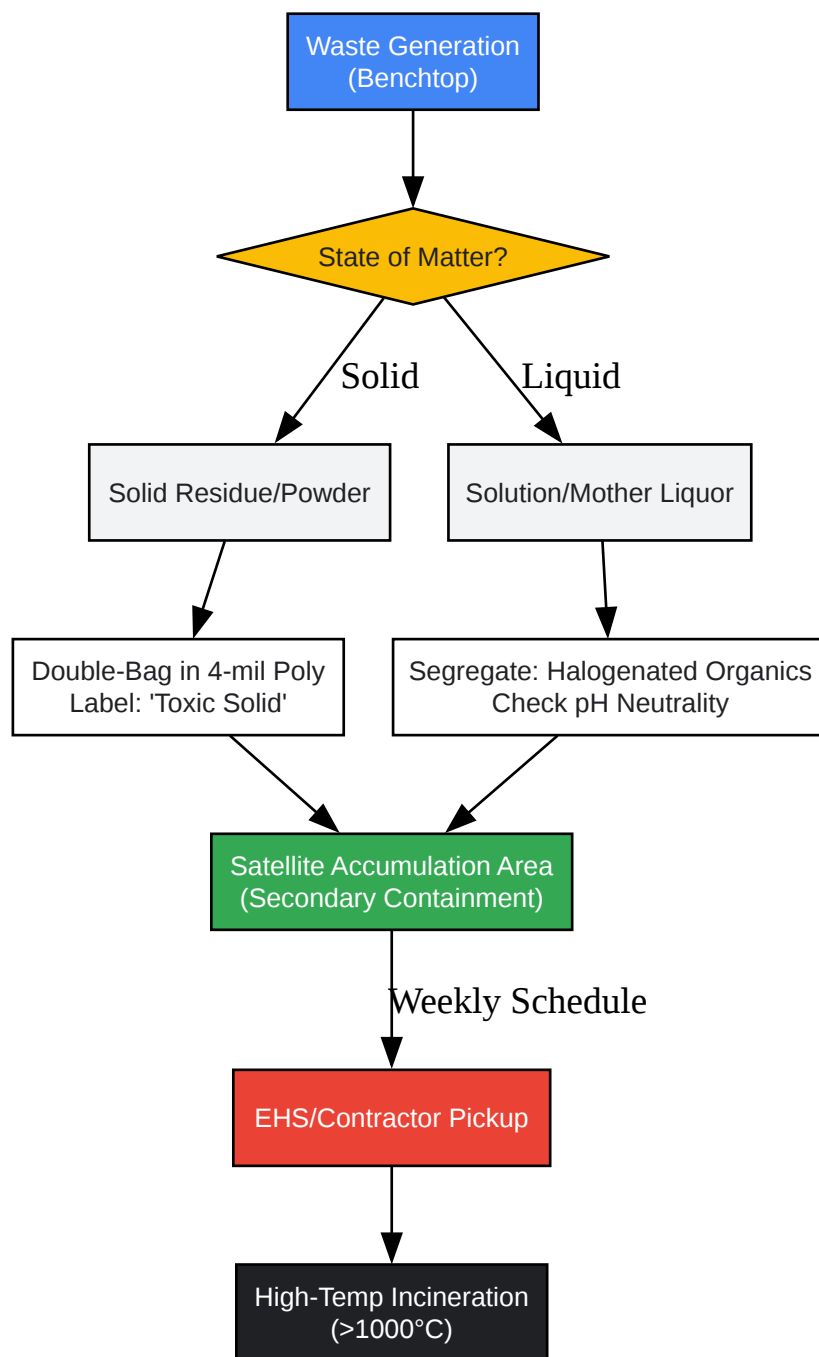 Waste Generation
(Benchtop)
State of Matter?
Solid
Liquid
Solid Residue/Powder
Solution/Mother Liquor
Double-Bag in 4-mil Poly
Label: 'Toxic Solid'
Segregate: Halogenated Organics
Check pH Neutrality
Satellite Accumulation Area
(Secondary Containment)
Weekly Schedule
EHS/Contractor Pickup
High-Temp Incineration
(>1000°C)